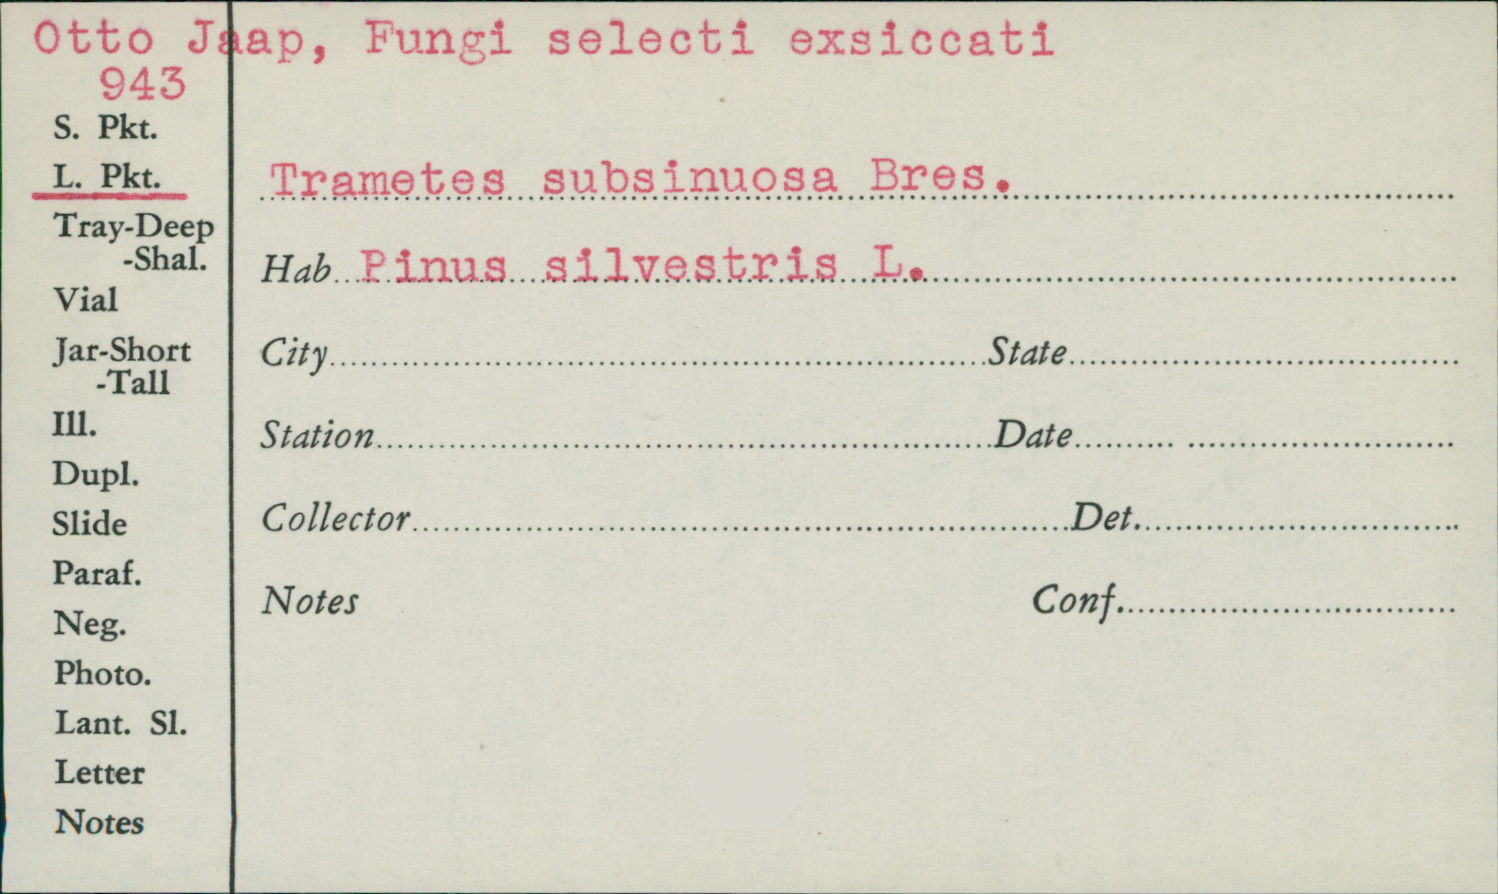 Otto Jaap, Fungi selecti exsiccati
943
S. Pkt.
L. Pkt.
Trametes subsinuosa Bres.
Tray-Deep
-Shal.
Hab Pinus silvestris L.
Vial
Jar-Short
-Tall
City State
Ill.
Station Date
Dupl.
Slide
Collector Det.
Paraf.
Notes Conf.
Neg.
Photo.
Lant. Sl.
Letter
Notes